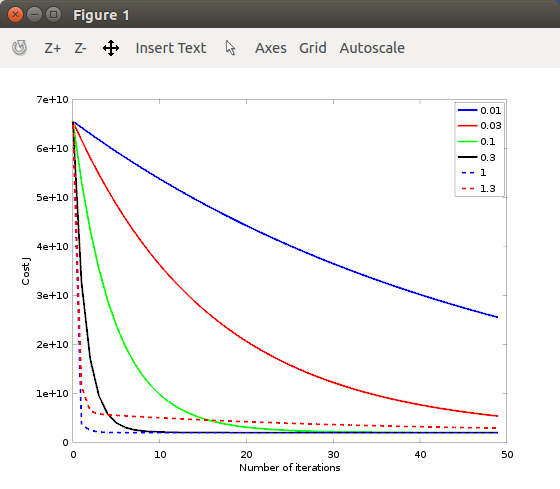 Figure 1
Z+ Z- Insert Text Axes Grid Autoscale
7e+10
6e+10
5e+10
4e+10
3e+10
2e+10
1e+10
0
Cost J
0.01
0.03
0.1
0.3
1
1.3
0 10 20 30 40 50
Number of iterations